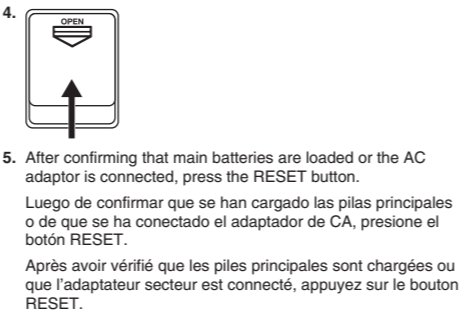 4.
OPEN
5. After confirming that main batteries are loaded or the AC
adaptor is connected, press the RESET button.
Luego de confirmar que se han cargado las pilas principales
o de que se ha conectado el adaptador de CA, presione el
botón RESET.
Après avoir vérifié que les piles principales sont chargées ou
que l'adaptateur secteur est connecté, appuyez sur le bouton
RESET.